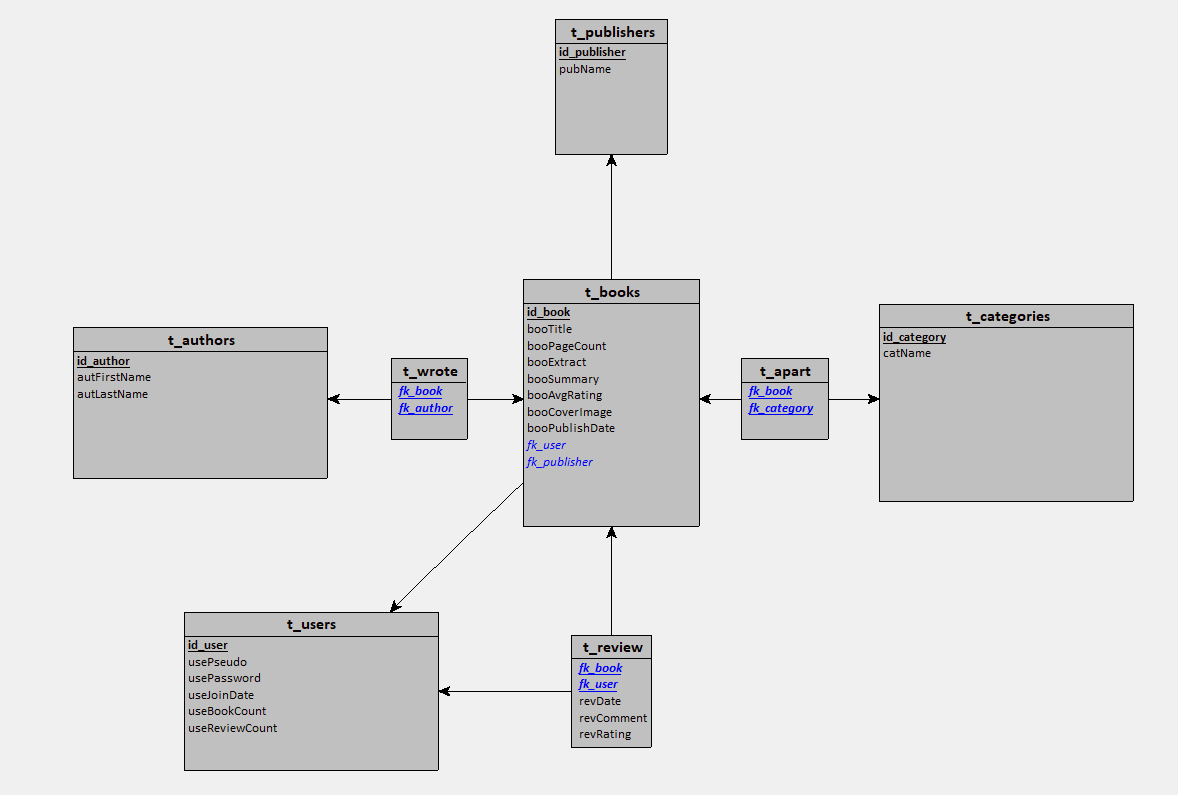 t_publishers
id_publisher
pubName
t_books
id_book
booTitle
booPageCount
booExtract
booSummary
booAvgRating
booCoverImage
booPublishDate
fk_user
fk_publisher
t_authors
id_author
autFirstName
autLastName
t_wrote
fk_book
fk_author
t_apart
fk_book
fk_category
t_categories
id_category
catName
t_users
id_user
usePseudo
usePassword
useJoinDate
useBookCount
useReviewCount
t_review
fk_book
fk_user
revDate
revComment
revRating